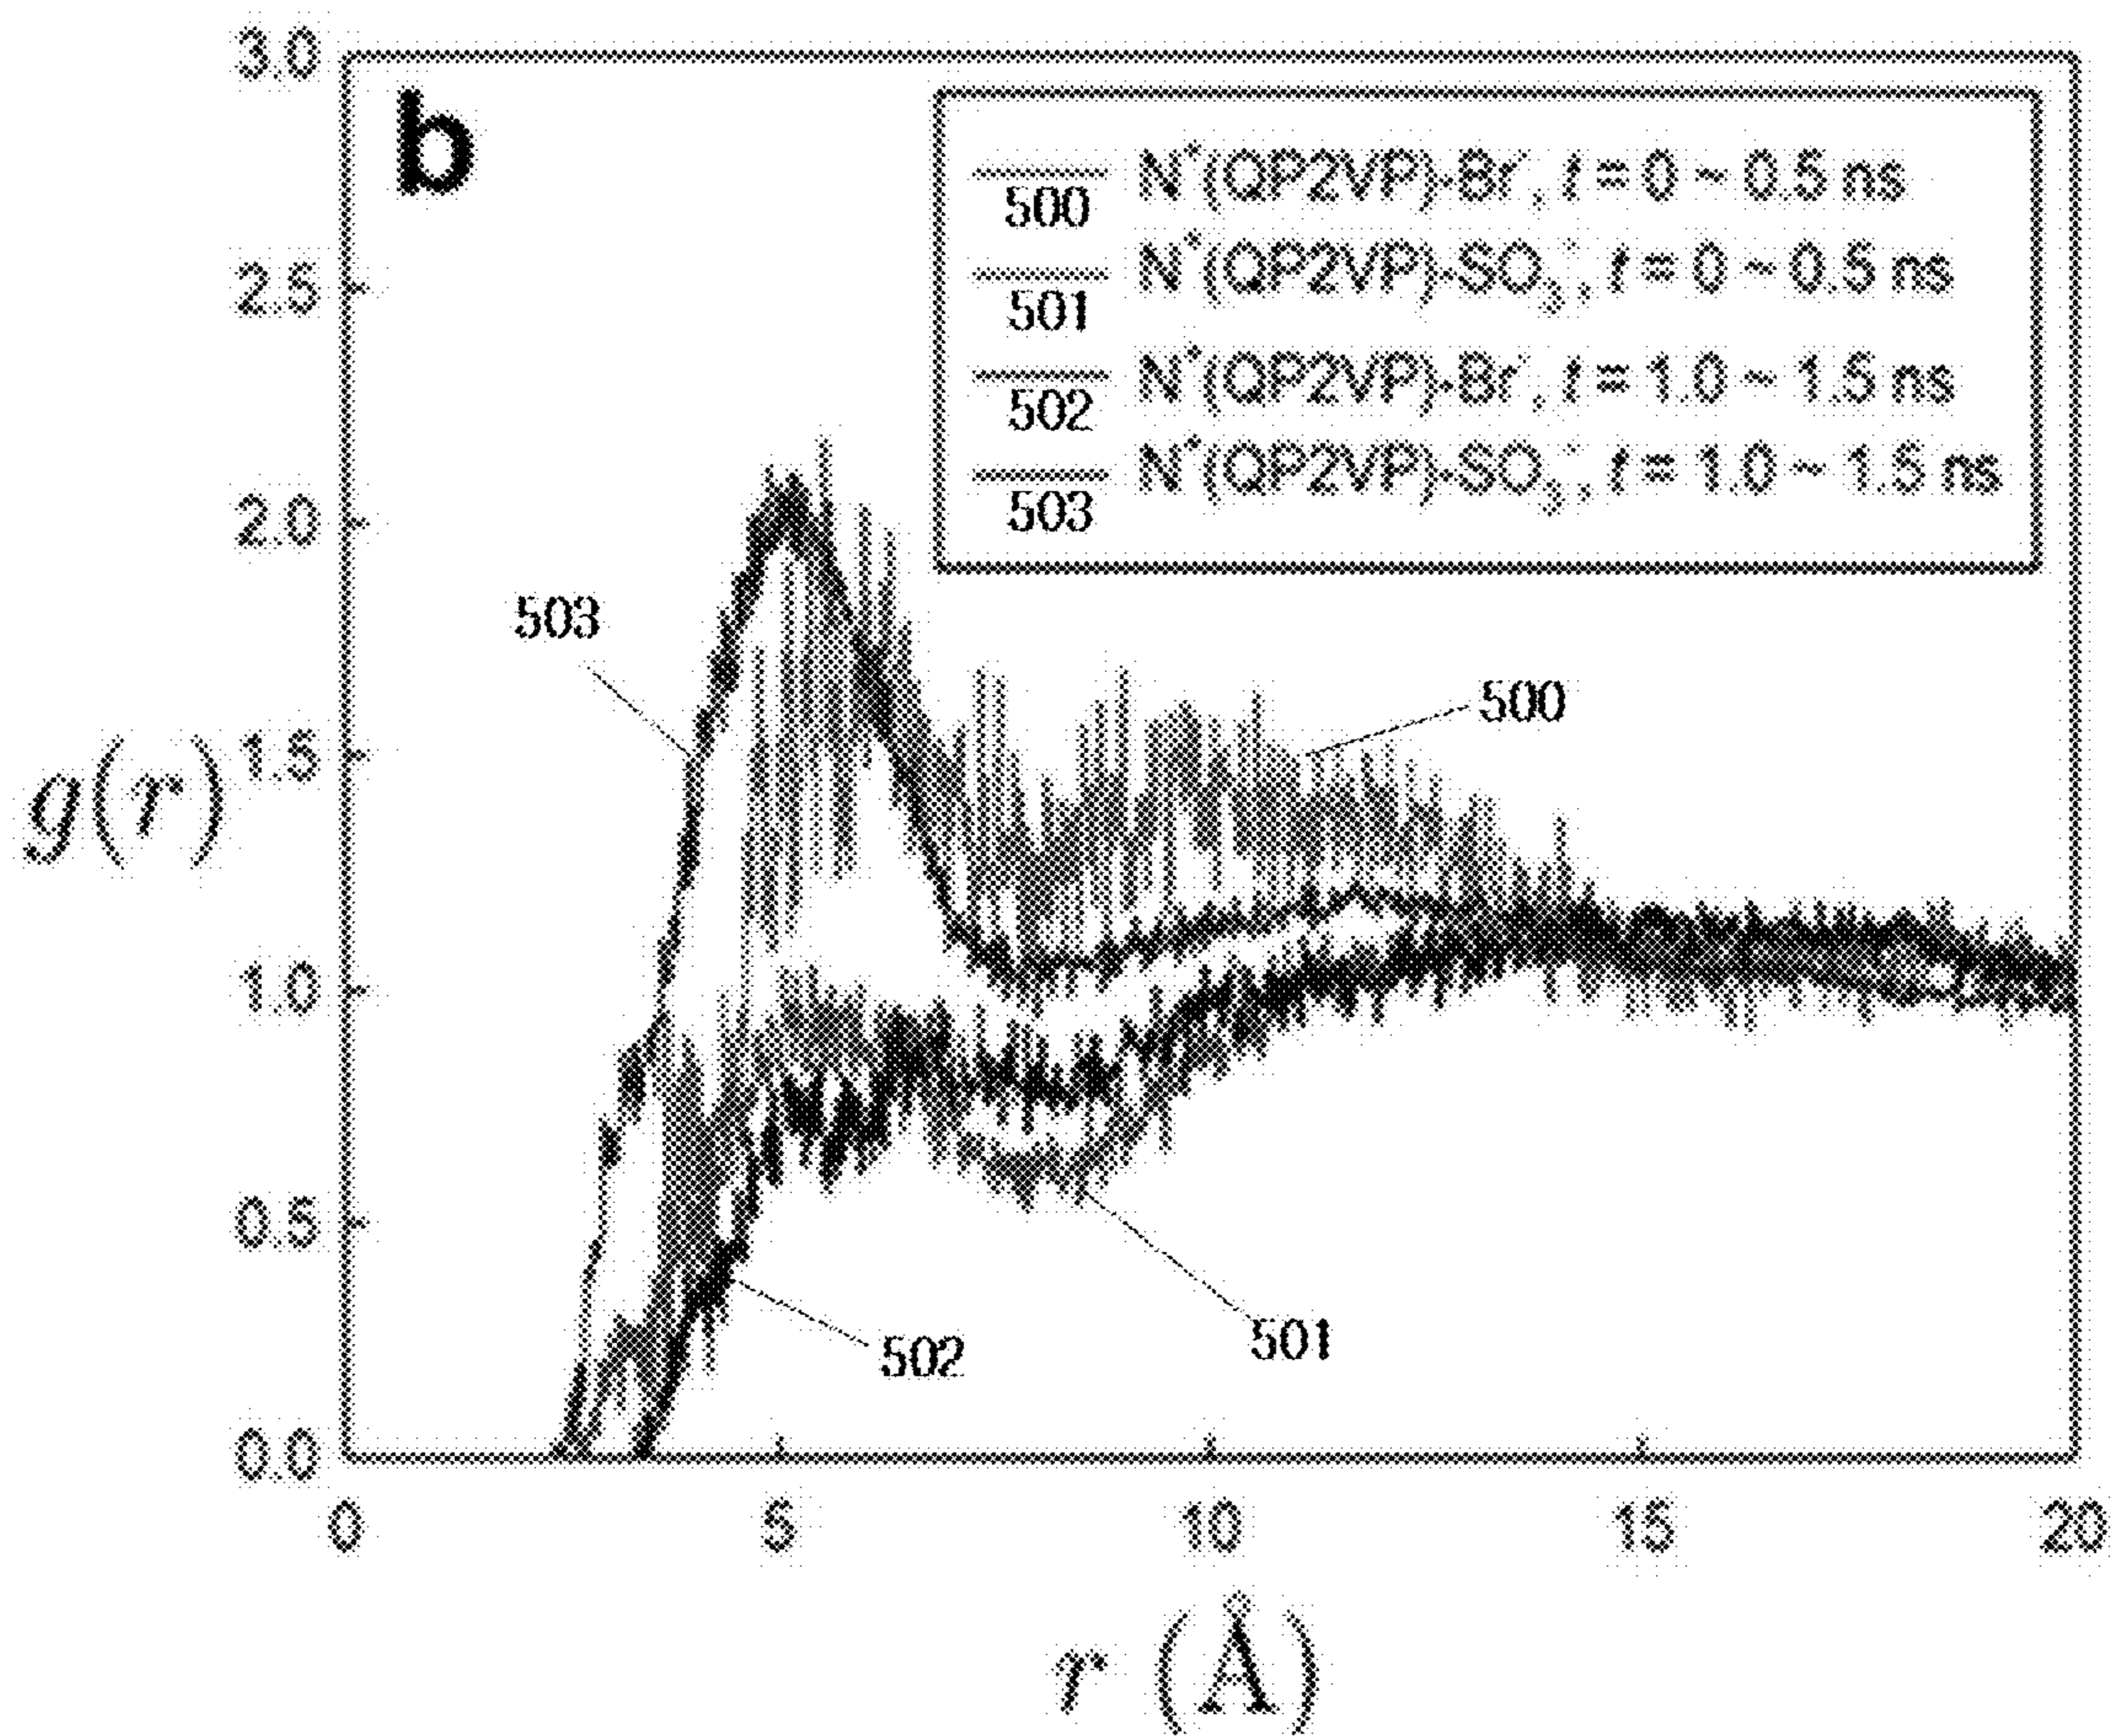 b
N⁺(QP2VP)-Br⁻, t = 0 ~ 0.5 ns
500
N⁺(QP2VP)-SO₃⁻, t = 0 ~ 0.5 ns
501
N⁺(QP2VP)-Br⁻, t = 1.0 ~ 1.5 ns
502
N⁺(QP2VP)-SO₃⁻, t = 1.0 ~ 1.5 ns
503
3.0
2.5
2.0
1.5
1.0
0.5
0.0
g(r)
503
500
502
501
0 5 10 15 20
r (Å)